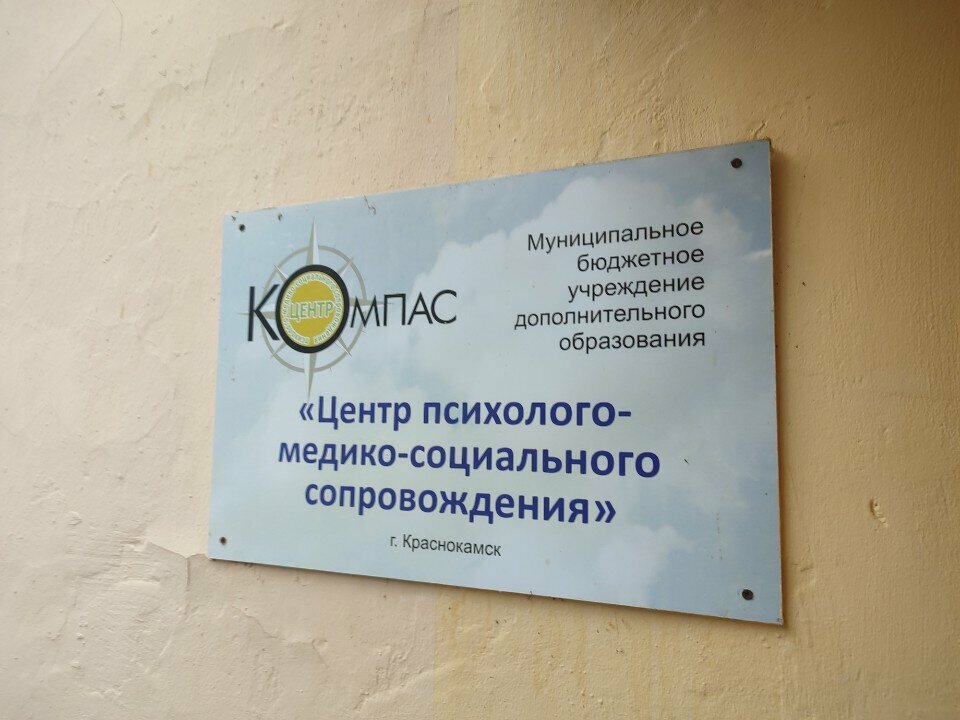 КОМПАС
ЦЕНТР
Муниципальное
бюджетное
учреждение
дополнительного
образования
«Центр психолого-
медико-социального
сопровождения»
г. Краснокамск